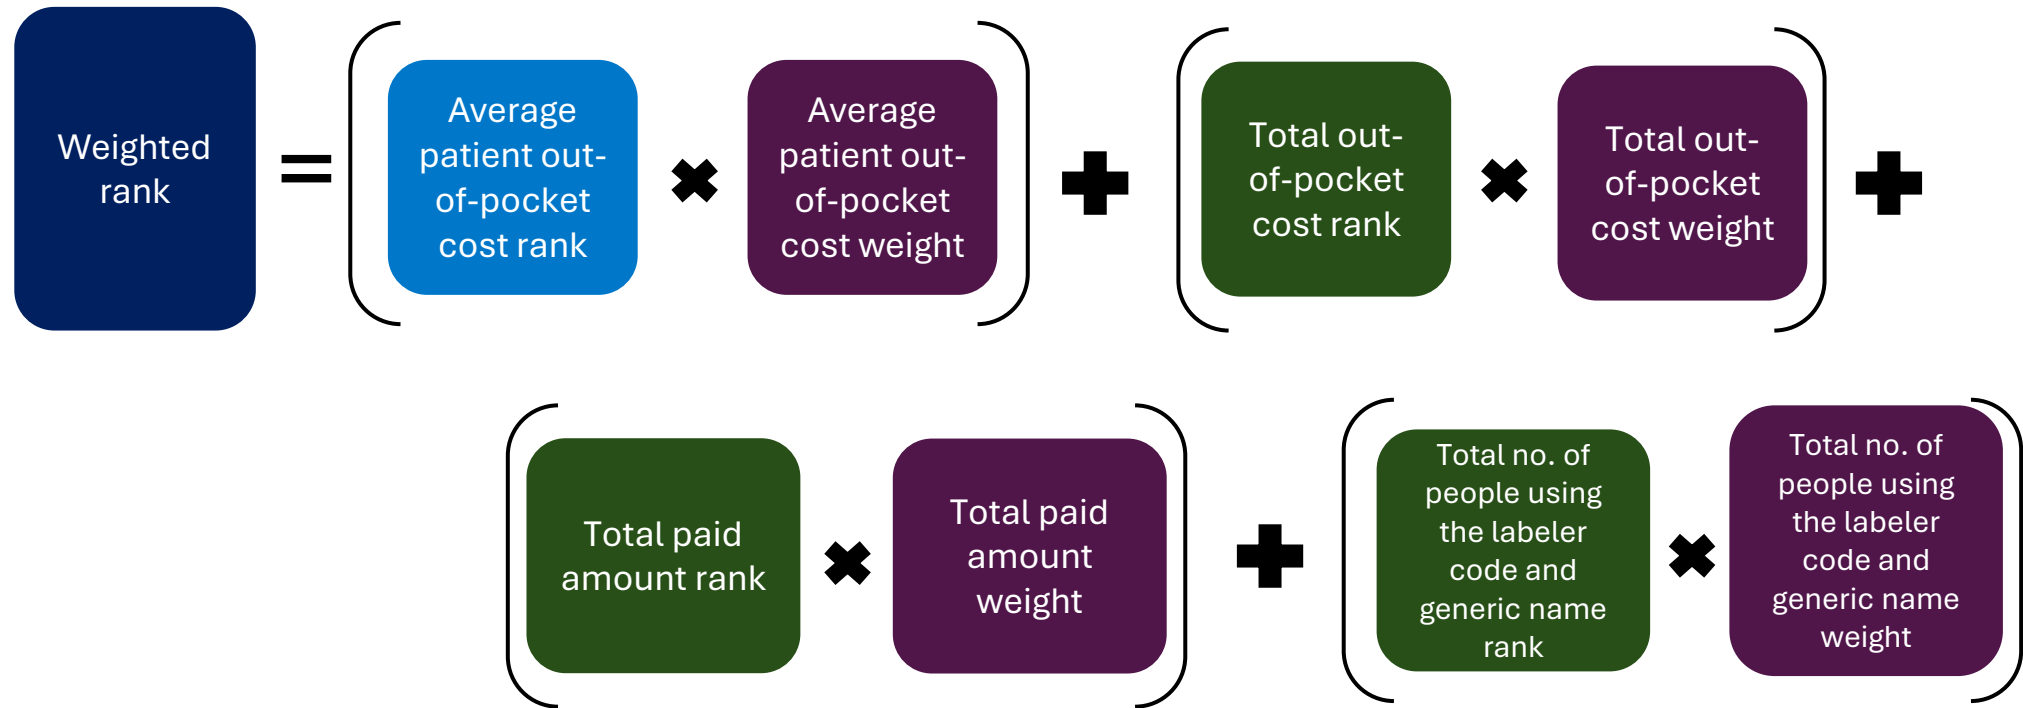 Weighted
rank
=
Average
patient out-
of-pocket
cost rank
×
Average
patient out-
of-pocket
cost weight
+
Total out-
of-pocket
cost rank
×
Total out-
of-pocket
cost weight
+
Total paid
amount rank
×
Total paid
amount
weight
+
Total no. of
people using
the labeler
code and
generic name
rank
×
Total no. of
people using
the labeler
code and
generic name
weight